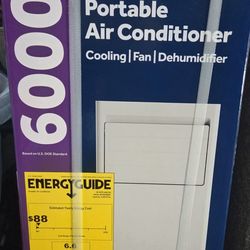 Portable
Air Conditioner
Cooling | Fan | Dehumidifier
6000
Based on U.S. DOE Standard
ENERGYGUIDE
Estimated Yearly Energy Cost
$88
6.6